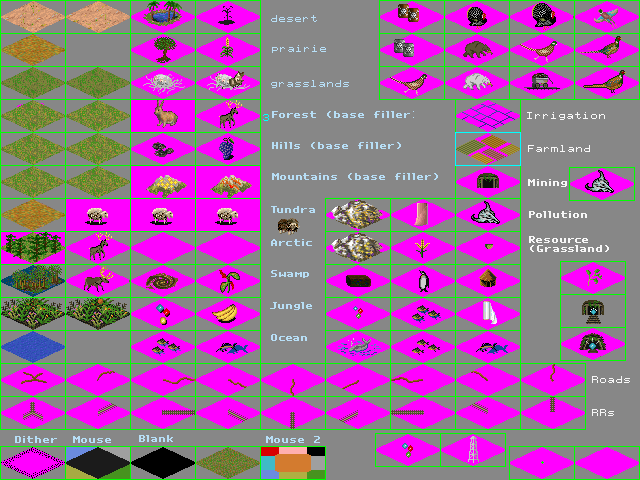 desert
prairie
grasslands
Forest (base filler)
Irrigation
Hills (base filler)
Farmland
Mountains (base filler)
Mining
Tundra
Pollution
Arctic
Resource
(Grassland)
Swamp
Jungle
Ocean
Roads
RRs
Dither Mouse Blank Mouse 2